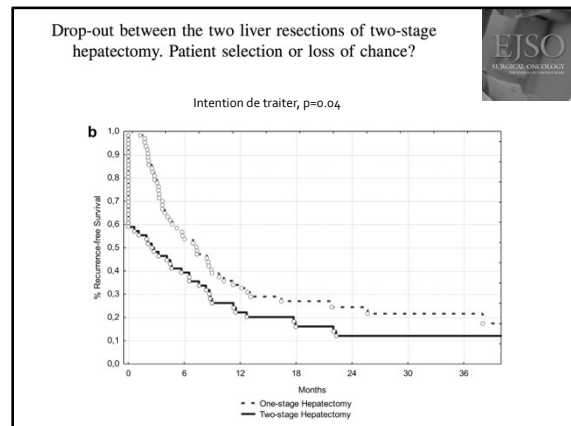 Drop-out between the two liver resections of two-stage
hepatectomy. Patient selection or loss of chance?
EJSO
SURGICAL ONCOLOGY
Intention de traiter, p=0.04
b
% Recurrence-free Survival
1,0
0,9
0,8
0,7
0,6
0,5
0,4
0,3
0,2
0,1
0,0
0 6 12 18 24 30 36
Months
One-stage Hepatectomy
Two-stage Hepatectomy